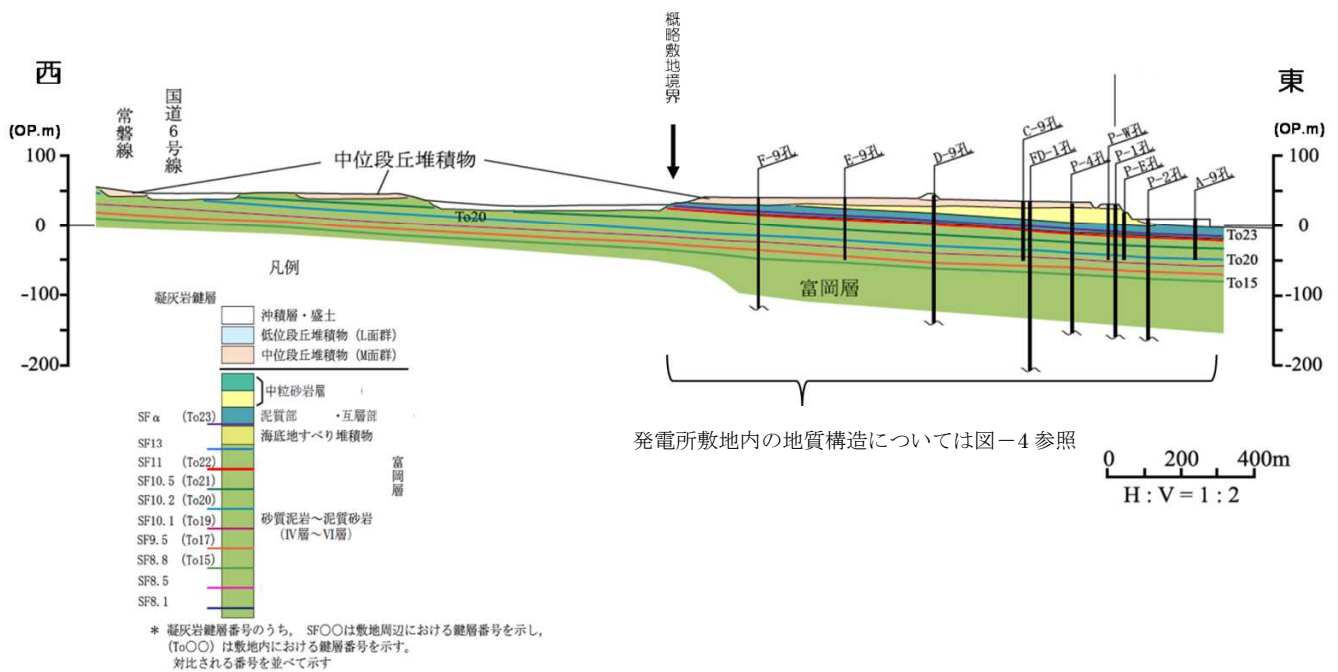 概略敷地境界
西
東
常磐線
国道6号線
(OP.m)
(OP.m)
中位段丘堆積物
F-9孔
E-9孔
D-9孔
C-9孔
FD-1孔
P-4孔
P-W孔
P-1孔
P-E孔
P-2孔
A-9孔
100
0
-100
-200
100
0
-100
-200
To20
To23
To20
To15
富岡層
凡例
凝灰岩鍵層
沖積層・盛土
低位段丘堆積物(L面群)
中位段丘堆積物(M面群)
中粒砂岩層
SFα (To23) 泥質部 ・互層部
海底地すべり堆積物
SF13
SF11 (To22)
SF10.5 (To21)
SF10.2 (To20)
SF10.1 (To19) 砂質泥岩~泥質砂岩
(Ⅳ層~Ⅵ層)
SF9.5 (To17)
SF8.8 (To15)
SF8.5
SF8.1
富岡層
発電所敷地内の地質構造については図-4参照
0 200 400m
H:V=1:2
* 凝灰岩鍵層番号のうち, SF○○は敷地周辺における鍵層番号を示し,
(To○○)は敷地内における鍵層番号を示す。
対比される番号を並べて示す